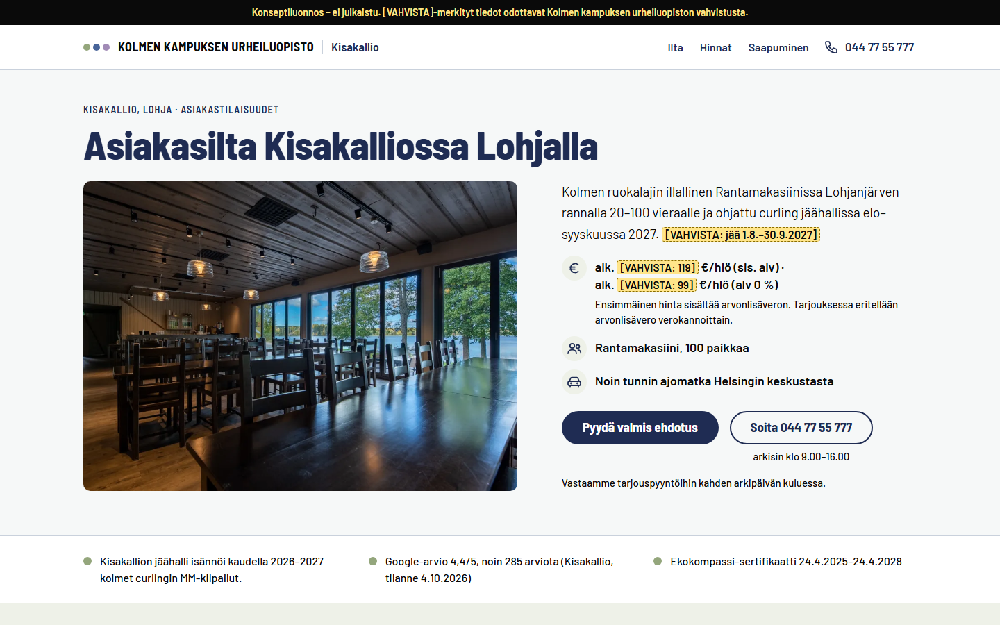 Konseptiluonnos – ei julkaistu. [VAHVISTA]-merkityt tiedot odottavat Kolmen kampuksen urheiluopiston vahvistusta.
KOLMEN KAMPUKSEN URHEILUOPISTO
Kisakallio
Ilta
Hinnat
Saapuminen
044 77 55 777
KISAKALLIO, LOHJA · ASIAKASTILAISUUDET
Asiakasilta Kisakalliossa Lohjalla
Kolmen ruokalajin illallinen Rantamakasiinissa Lohjanjärven
rannalla 20–100 vieraalle ja ohjattu curling jäähallissa elo–
syyskuussa 2027. [VAHVISTA: jää 1.8.–30.9.2027]
alk. [VAHVISTA: 119] €/hlö (sis. alv) ·
alk. [VAHVISTA: 99] €/hlö (alv 0 %)
Ensimmäinen hinta sisältää arvonlisäveron. Tarjouksessa eritellään
arvonlisävero verokannoittain.
Rantamakasiini, 100 paikkaa
Noin tunnin ajomatka Helsingin keskustasta
Pyydä valmis ehdotus
Soita 044 77 55 777
arkisin klo 9.00–16.00
Vastaamme tarjouspyyntöihin kahden arkipäivän kuluessa.
Kisakallion jäähalli isännöi kaudella 2026–2027
kolmet curlingin MM-kilpailut.
Google-arvio 4,4/5, noin 285 arviota (Kisakallio,
tilanne 4.10.2026)
Ekokompassi-sertifikaatti 24.4.2025–24.4.2028